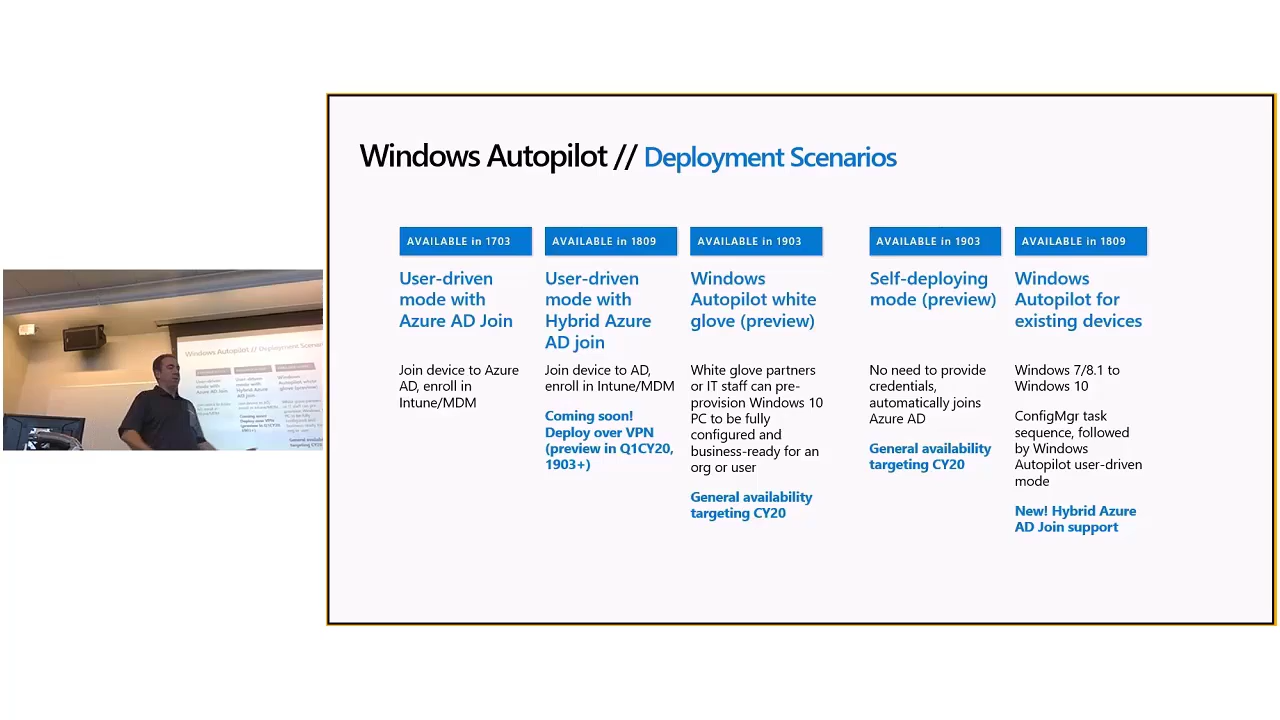 Windows Autopilot // Deployment Scenarios
AVAILABLE in 1703
User-driven
mode with
Azure AD Join
Join device to Azure
AD, enroll in
Intune/MDM
AVAILABLE in 1809
User-driven
mode with
Hybrid Azure
AD join
Join device to AD,
enroll in Intune/MDM
Coming soon!
Deploy over VPN
(preview in Q1CY20,
1903+)
AVAILABLE in 1903
Windows
Autopilot white
glove (preview)
White glove partners
or IT staff can pre-
provision Windows 10
PC to be fully
configured and
business-ready for an
org or user
General availability
targeting CY20
AVAILABLE in 1903
Self-deploying
mode (preview)
No need to provide
credentials,
automatically joins
Azure AD
General availability
targeting CY20
AVAILABLE in 1809
Windows
Autopilot for
existing devices
Windows 7/8.1 to
Windows 10
ConfigMgr task
sequence, followed
by Windows
Autopilot user-driven
mode
New! Hybrid Azure
AD Join support
Windows Autopilot // Deployment Scenar